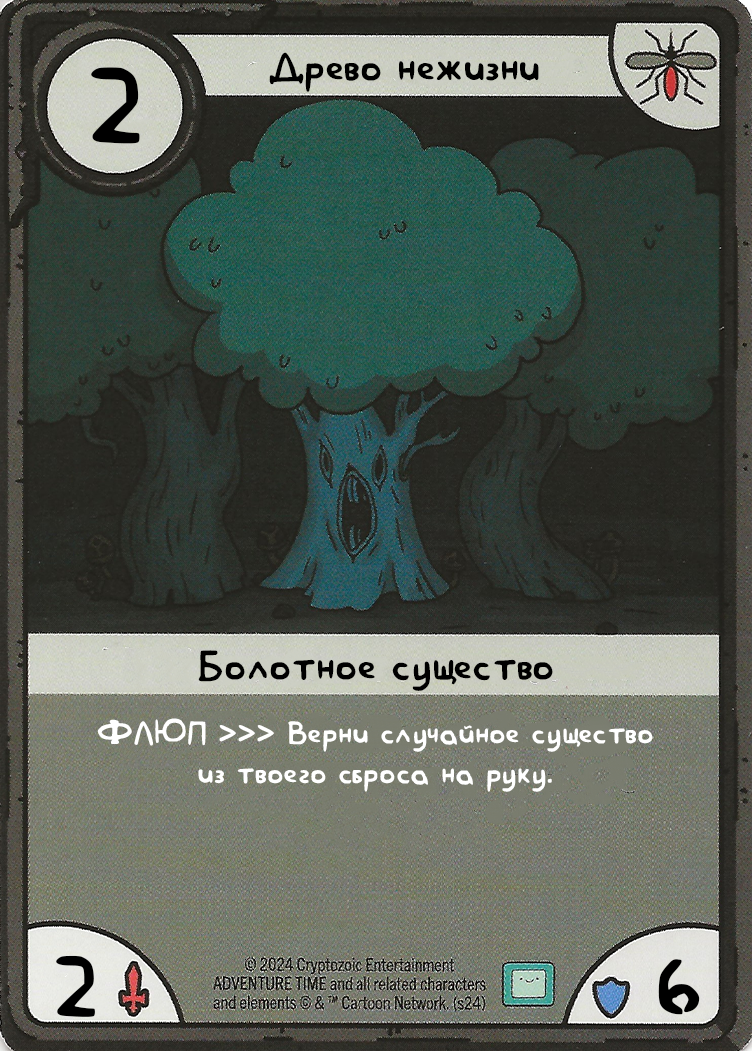 2
Древо нежизни
Болотное существо
ФЛЮП >>> Верни случайное существо
из твоего сброса на руку.
2
© 2024 Cryptozoic Entertainment
ADVENTURE TIME and all related characters
and elements © & ™ Cartoon Network. (s24)
6